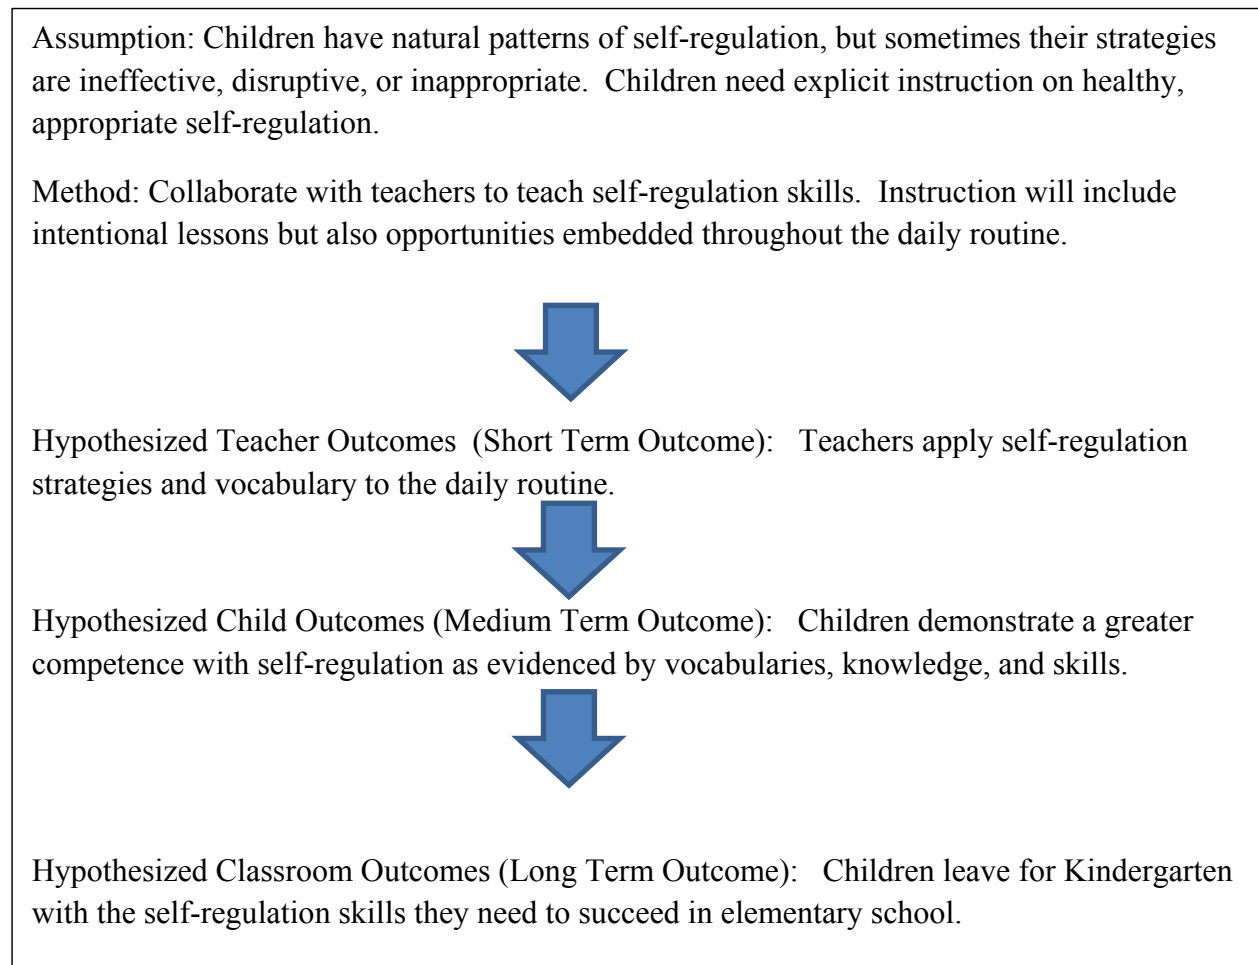 Assumption: Children have natural patterns of self-regulation, but sometimes their strategies
are ineffective, disruptive, or inappropriate.  Children need explicit instruction on healthy,
appropriate self-regulation.
Method: Collaborate with teachers to teach self-regulation skills.  Instruction will include
intentional lessons but also opportunities embedded throughout the daily routine.
Hypothesized Teacher Outcomes  (Short Term Outcome):   Teachers apply self-regulation
strategies and vocabulary to the daily routine.
Hypothesized Child Outcomes (Medium Term Outcome):   Children demonstrate a greater
competence with self-regulation as evidenced by vocabularies, knowledge, and skills.
Hypothesized Classroom Outcomes (Long Term Outcome):   Children leave for Kindergarten
with the self-regulation skills they need to succeed in elementary school.